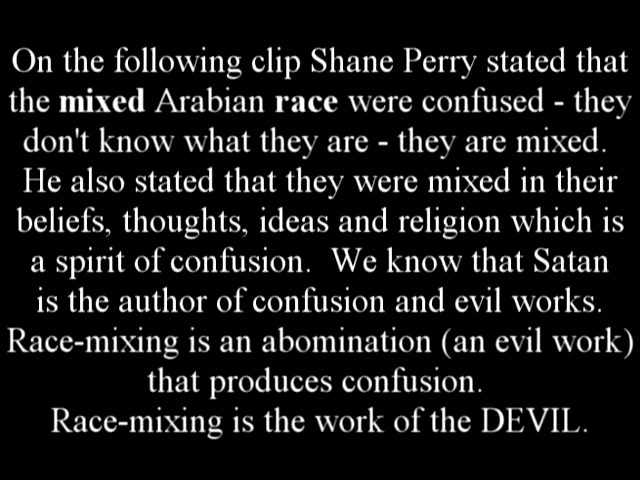 On the following clip Shane Perry stated that
the mixed Arabian race were confused - they
don't know what they are - they are mixed.
He also stated that they were mixed in their
beliefs, thoughts, ideas and religion which is
a spirit of confusion.  We know that Satan
is the author of confusion and evil works.
Race-mixing is an abomination (an evil work)
that produces confusion.
Race-mixing is the work of the DEVIL.